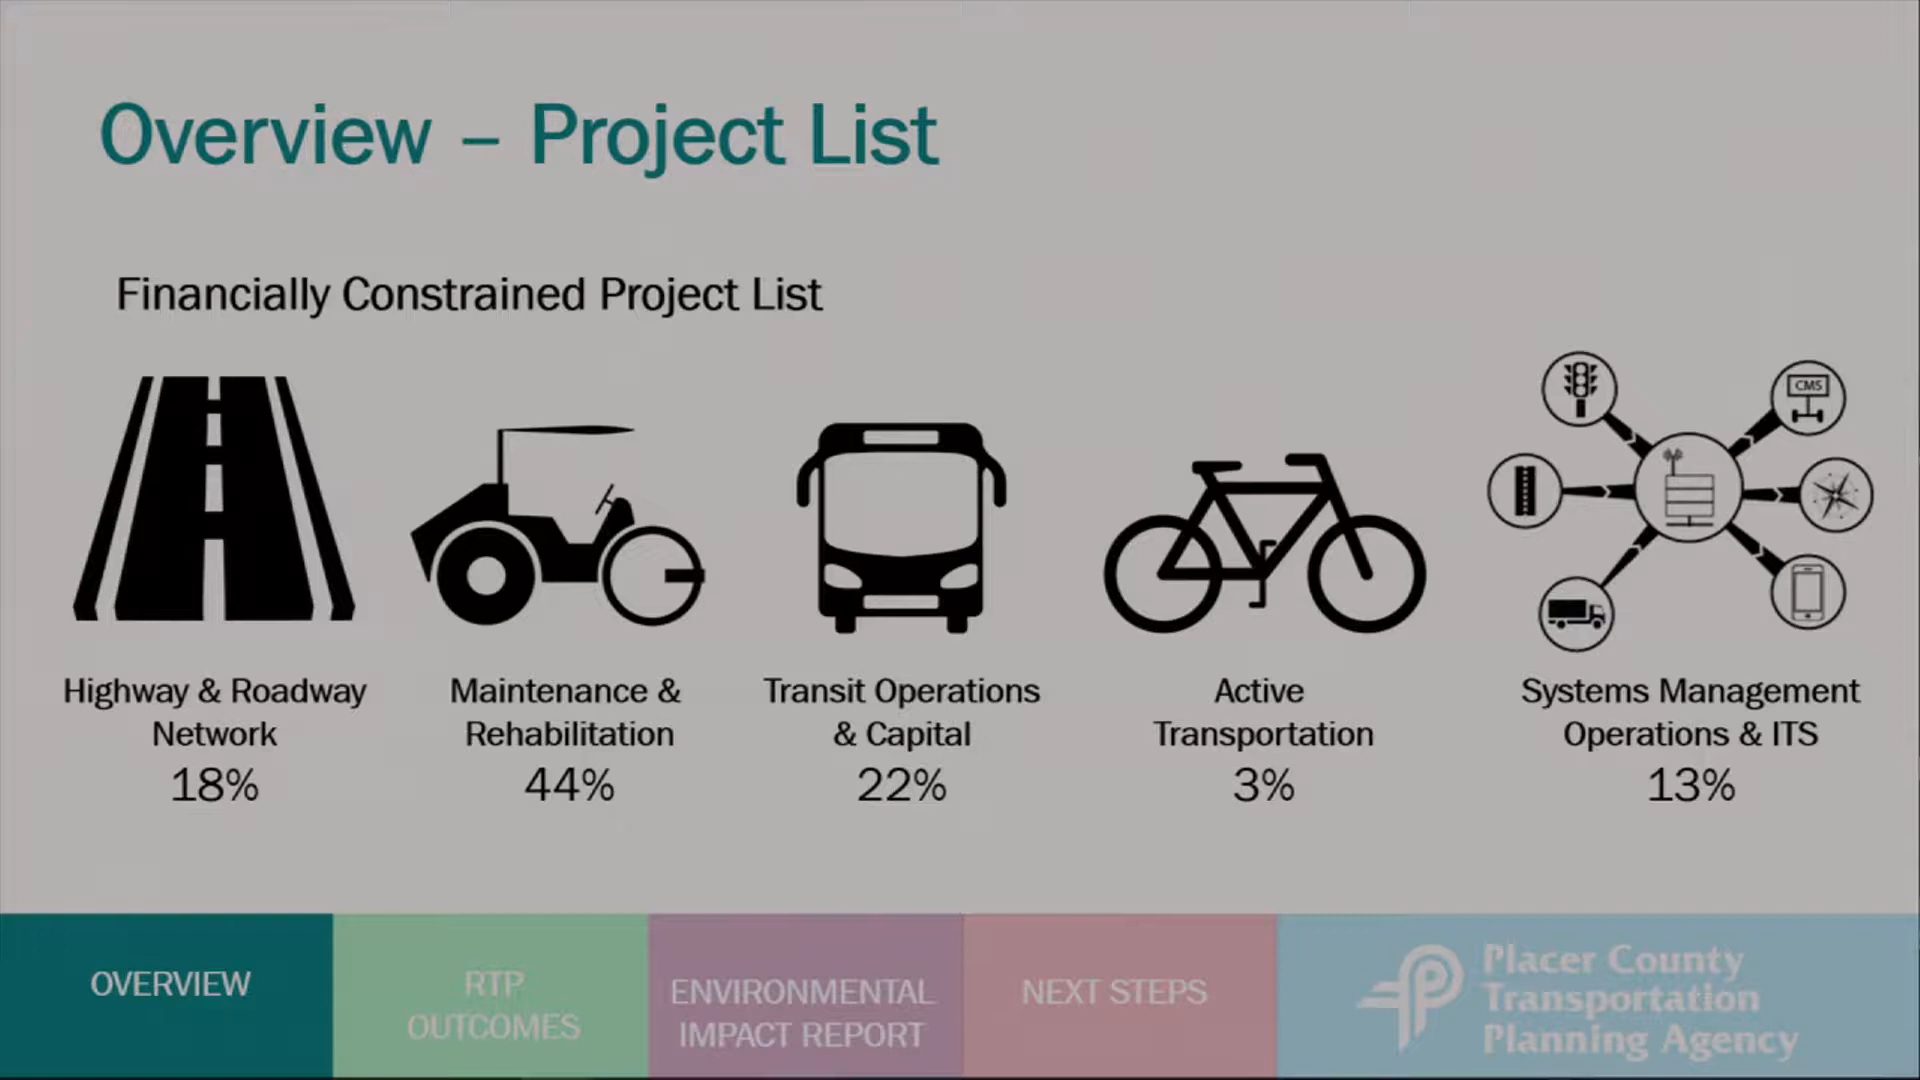 Overview – Project List
Financially Constrained Project List
CMS
Highway & Roadway
Network
18%
Maintenance &
Rehabilitation
44%
Transit Operations
& Capital
22%
Active
Transportation
3%
Systems Management
Operations & ITS
13%
OVERVIEW
RTP
OUTCOMES
ENVIRONMENTAL
IMPACT REPORT
NEXT STEPS
Placer County
Transportation
Planning Agency